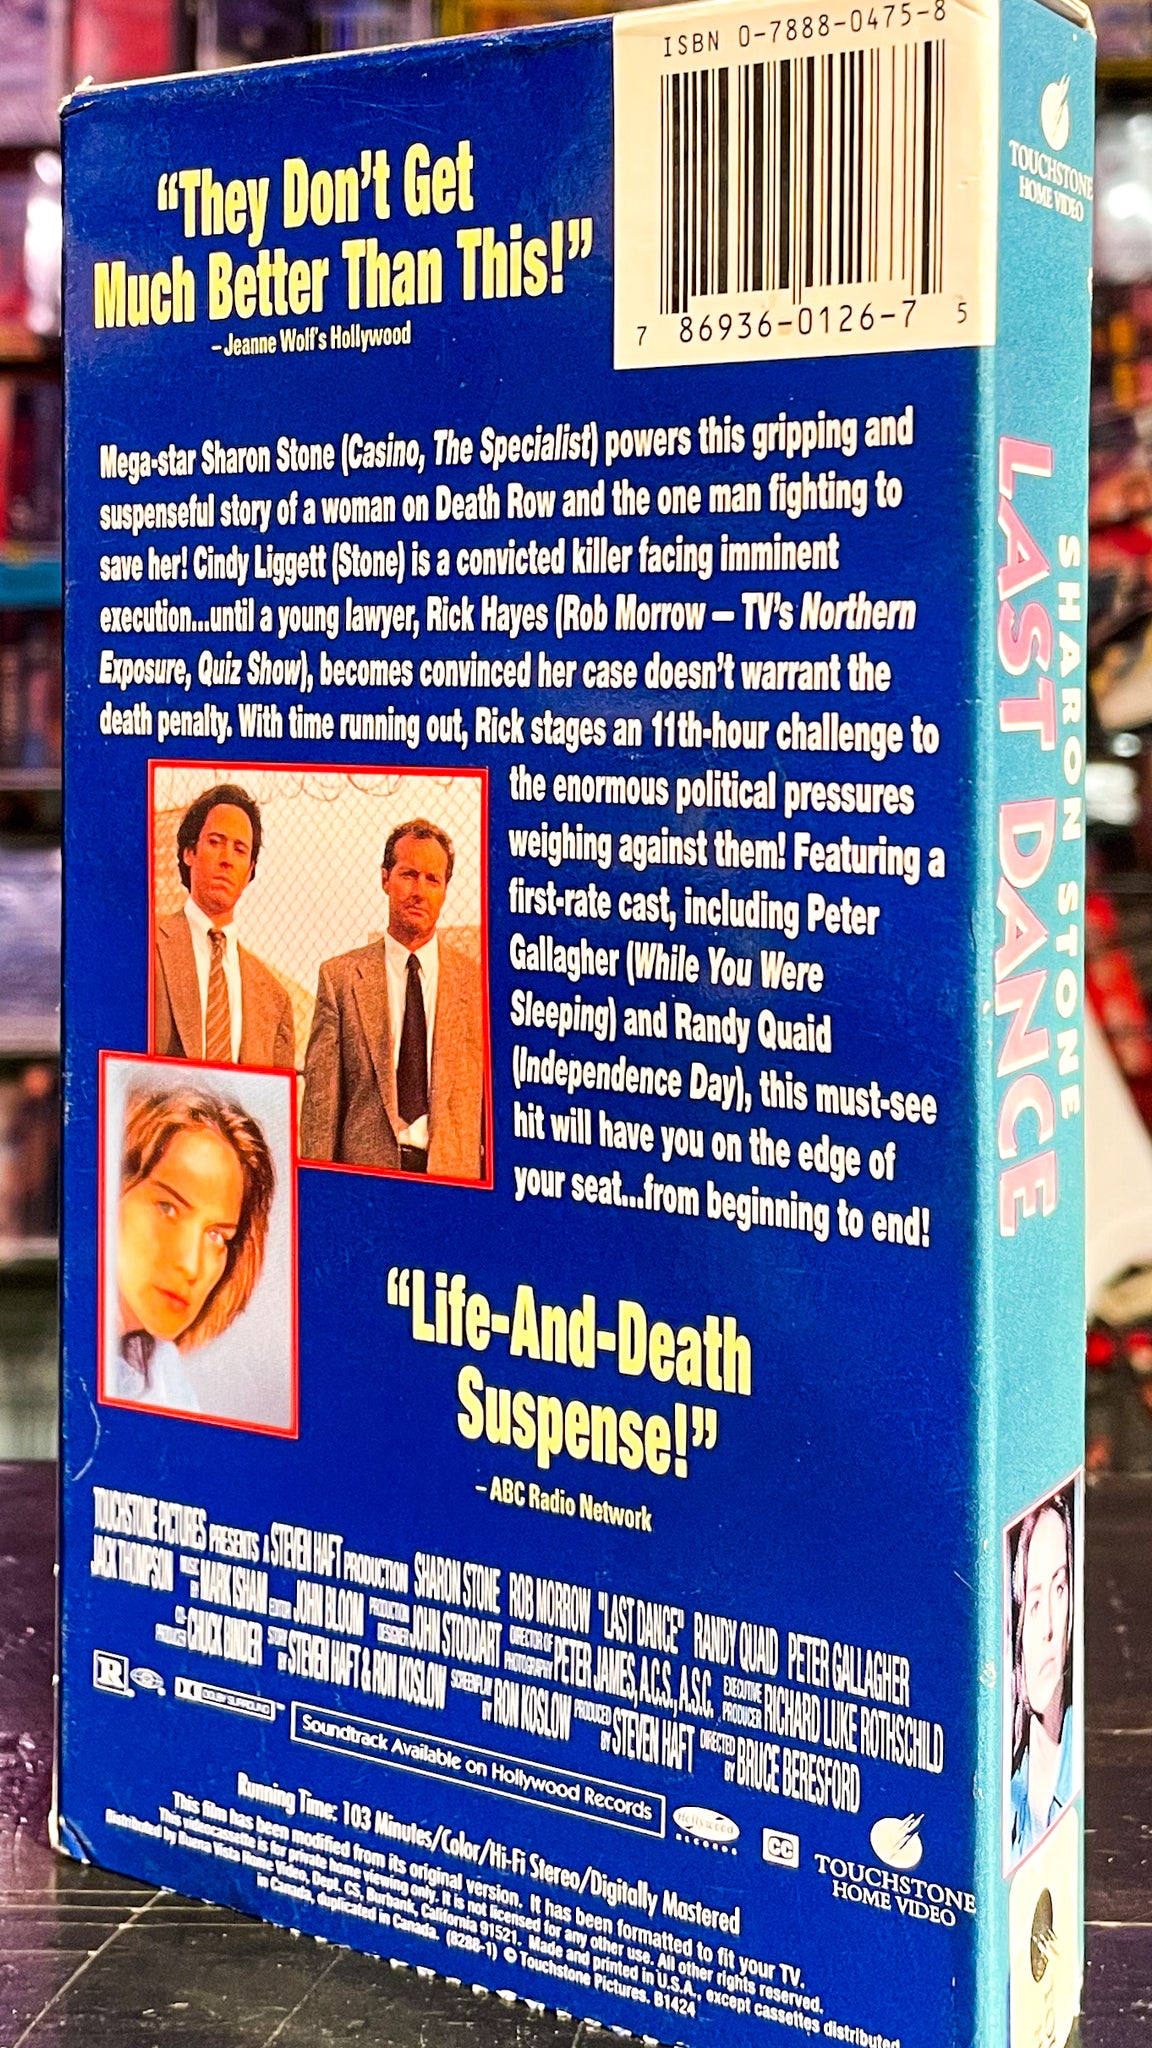 ISBN 0-7888-0475-8
7 86936-0126-7 5
“They Don’t Get
Much Better Than This!”
– Jeanne Wolf’s Hollywood
Mega-star Sharon Stone (Casino, The Specialist) powers this gripping and
suspenseful story of a woman on Death Row and the one man fighting to
save her! Cindy Liggett (Stone) is a convicted killer facing imminent
execution...until a young lawyer, Rick Hayes (Rob Morrow – TV’s Northern
Exposure, Quiz Show), becomes convinced her case doesn’t warrant the
death penalty. With time running out, Rick stages an 11th-hour challenge to
the enormous political pressures
weighing against them! Featuring a
first-rate cast, including Peter
Gallagher (While You Were
Sleeping) and Randy Quaid
(Independence Day), this must-see
hit will have you on the edge of
your seat...from beginning to end!
“Life-And-Death
Suspense!”
– ABC Radio Network
TOUCHSTONE PICTURES PRESENTS A STEVEN HAFT PRODUCTION SHARON STONE ROB MORROW "LAST DANCE" RANDY QUAID PETER GALLAGHER
JACK THOMPSON MUSIC BY MARK ISHAM EDITOR JOHN BLOOM PRODUCTION DESIGNER JOHN STODDART DIRECTOR OF PHOTOGRAPHY PETER JAMES, A.C.S., A.S.C. EXECUTIVE PRODUCER RICHARD LUKE ROTHSCHILD
CO-PRODUCER CHUCK BINDER STORY BY STEVEN HAFT & RON KOSLOW SCREENPLAY BY RON KOSLOW PRODUCED BY STEVEN HAFT DIRECTED BY BRUCE BERESFORD
R DOLBY SURROUND Soundtrack Available on Hollywood Records Hollywood RECORDS CC
TOUCHSTONE
HOME VIDEO
Running Time: 103 Minutes/Color/Hi-Fi Stereo/Digitally Mastered
This film has been modified from its original version. It has been formatted to fit your TV.
This videocassette is for private home viewing only. It is not licensed for any other use. All other rights reserved.
Distributed by Buena Vista Home Video, Dept. CS, Burbank, California 91521. Made and printed in U.S.A., except cassettes distributed
in Canada, duplicated in Canada. (8288-1) © Touchstone Pictures. B1424
TOUCHSTONE
HOME VIDEO
SHARON STONE
LAST DANCE